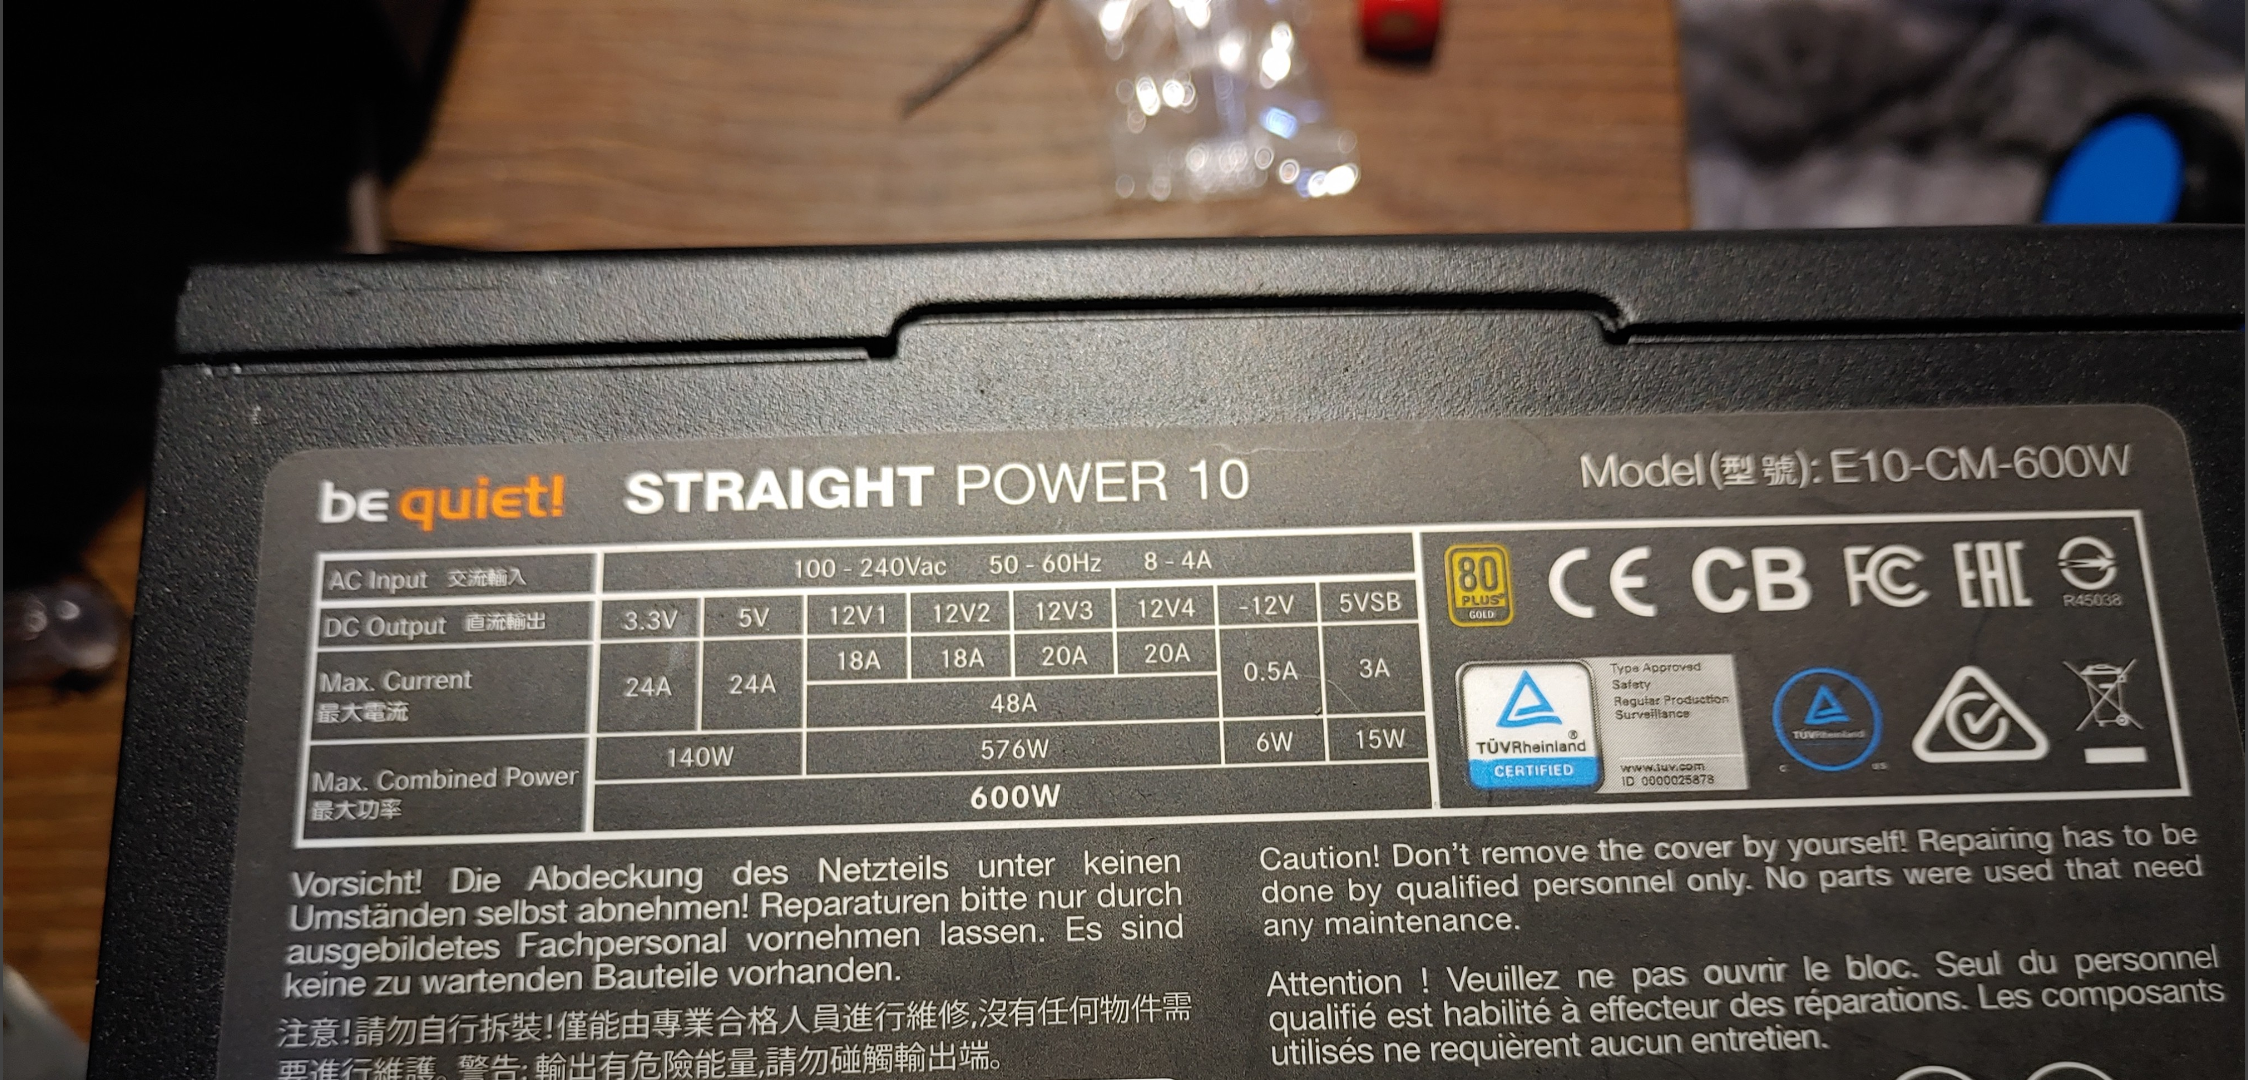 be quiet! STRAIGHT POWER 10 Model(型號): E10-CM-600W
AC Input 交流輸入 100 - 240Vac 50 - 60Hz 8 - 4A
DC Output 直流輸出 3.3V 5V 12V1 12V2 12V3 12V4 -12V 5VSB
Max. Current 最大電流 24A 24A 18A 18A 20A 20A 0.5A 3A
48A
Max. Combined Power 最大功率 140W 576W 6W 15W
600W
80 PLUS GOLD
CE CB FC EAC
R45038
TÜVRheinland®
CERTIFIED
Type Approved
Safety
Regular Production
Surveillance
www.tuv.com
ID 0000025878
TÜVRheinland
C US
Vorsicht! Die Abdeckung des Netzteils unter keinen
Umständen selbst abnehmen! Reparaturen bitte nur durch
ausgebildetes Fachpersonal vornehmen lassen. Es sind
keine zu wartenden Bauteile vorhanden.
注意!請勿自行拆裝!僅能由專業合格人員進行維修,沒有任何物件需
要進行維護。警告: 輸出有危險能量,請勿碰觸輸出端。
Caution! Don't remove the cover by yourself! Repairing has to be
done by qualified personnel only. No parts were used that need
any maintenance.
Attention ! Veuillez ne pas ouvrir le bloc. Seul du personnel
qualifié est habilité à effecteur des réparations. Les composants
utilisés ne requièrent aucun entretien.